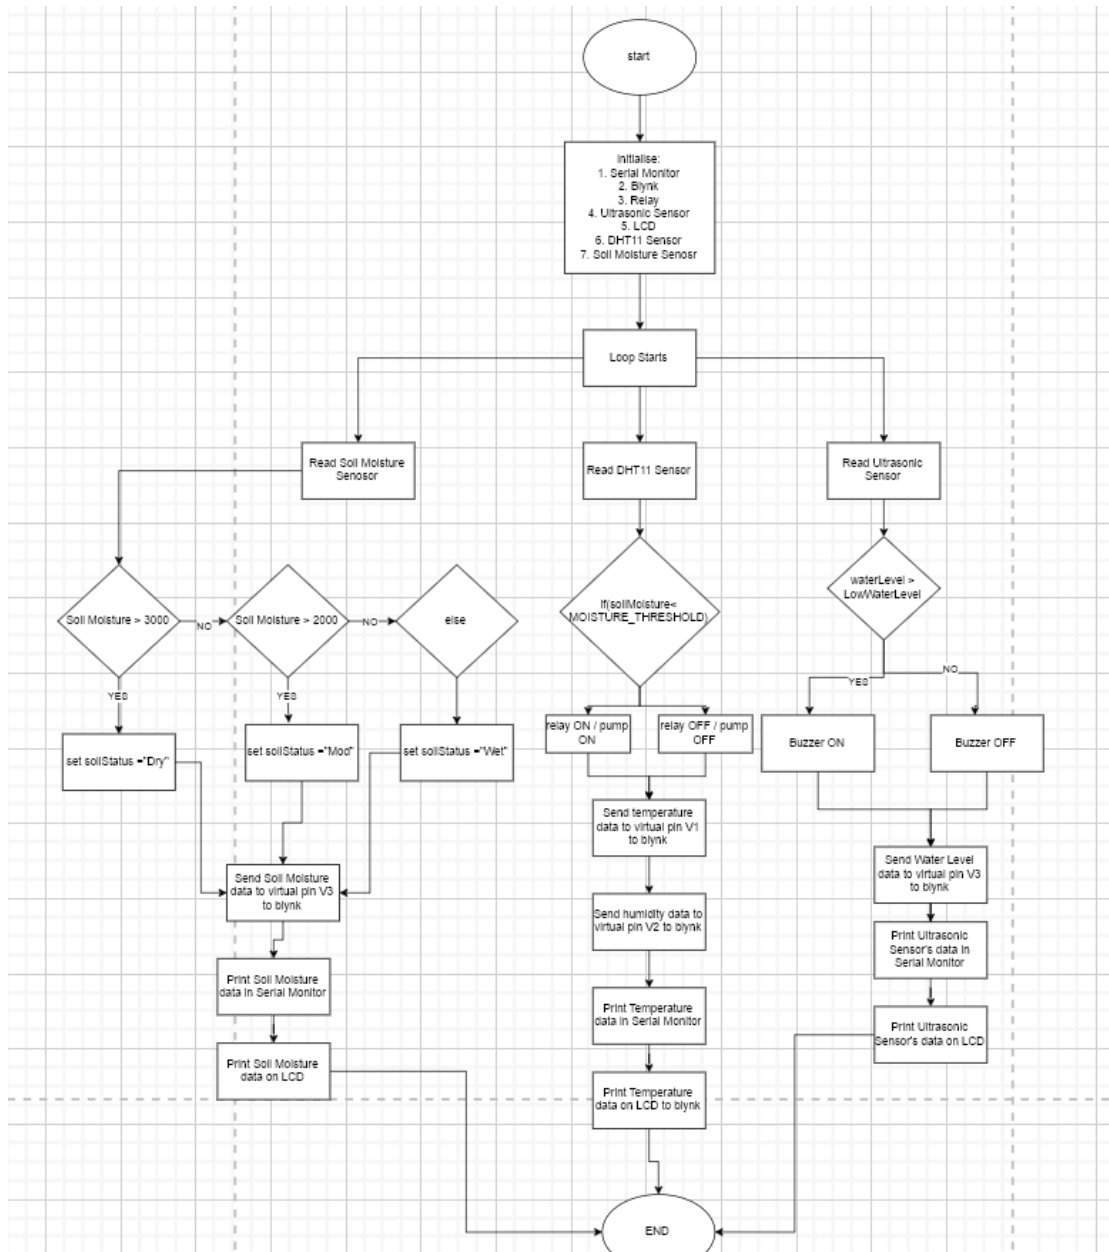 start
Initialise:
1. Serial Monitor
2. Blynk
3. Relay
4. Ultrasonic Sensor
5. LCD
6. DHT11 Sensor
7. Soil Moisture Senosr
Loop Starts
Read Soil Moisture
Senosor
Read DHT11 Sensor
Read Ultrasonic
Sensor
Soil Moisture > 3000
NO
Soil Moisture > 2000
NO
else
If(soilMoisture<
MOISTURE_THRESHOLD)
waterLevel >
LowWaterLevel
YES
YES
YES
NO
set soilStatus ="Dry"
set soilStatus ="Mod"
set soilStatus ="Wet"
relay ON / pump
ON
relay OFF / pump
OFF
Buzzer ON
Buzzer OFF
Send Soil Moisture
data to virtual pin V3
to blynk
Send temperature
data to virtual pin V1
to blynk
Send Water Level
data to virtual pin V3
to blynk
Send humidity data to
virtual pin V2 to blynk
Print Ultrasonic
Sensor's data in
Serial Monitor
Print Soil Moisture
data in Serial Monitor
Print Temperature
data in Serial Monitor
Print Ultrasonic
Sensor's data on LCD
Print Soil Moisture
data on LCD
Print Temperature
data on LCD to blynk
END